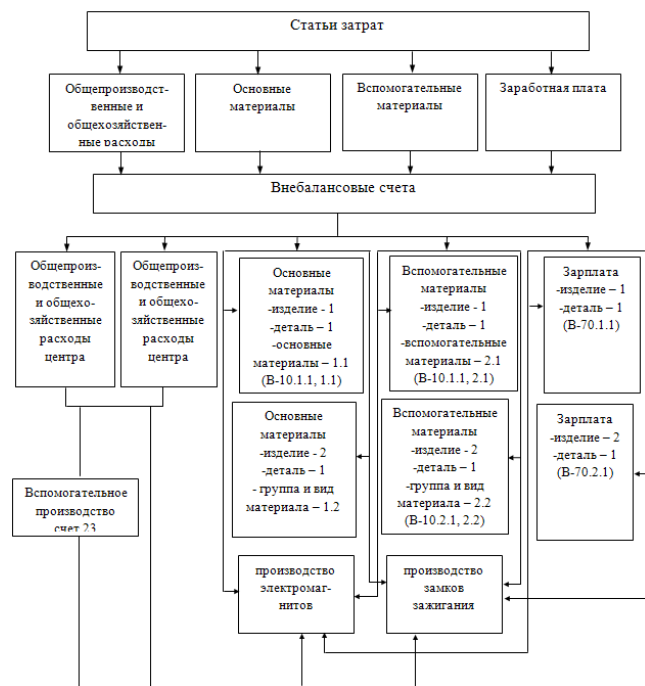 Статьи затрат
Общепроизводст-
венные и
общехозяйствен-
ные расходы
Основные
материалы
Вспомогательные
материалы
Заработная плата
Внебалансовые счета
Общепроиз-
водственные
и общехо-
зяйственные
расходы
центра
Общепроиз-
водственные
и общехо-
зяйственные
расходы
центра
Основные
материалы
-изделие - 1
-деталь – 1
-основные
материалы – 1.1
(В-10.1.1, 1.1)
Вспомогательные
материалы
-изделие - 1
-деталь – 1
-вспомогательные
материалы – 2.1
(В-10.1.1, 2.1)
Зарплата
-изделие – 1
-деталь – 1
(В-70.1.1)
Основные
материалы
-изделие - 2
-деталь – 1
- группа и вид
материала – 1.2
Вспомогательные
материалы
-изделие - 2
-деталь – 1
-группа и вид
материала – 2.2
(В-10.2.1, 2.2)
Зарплата
-изделие – 2
-деталь – 1
(В-70.2.1)
Вспомогательное
производство
счет 23
производство
электромаг-
нитов
производство
замков
зажигания